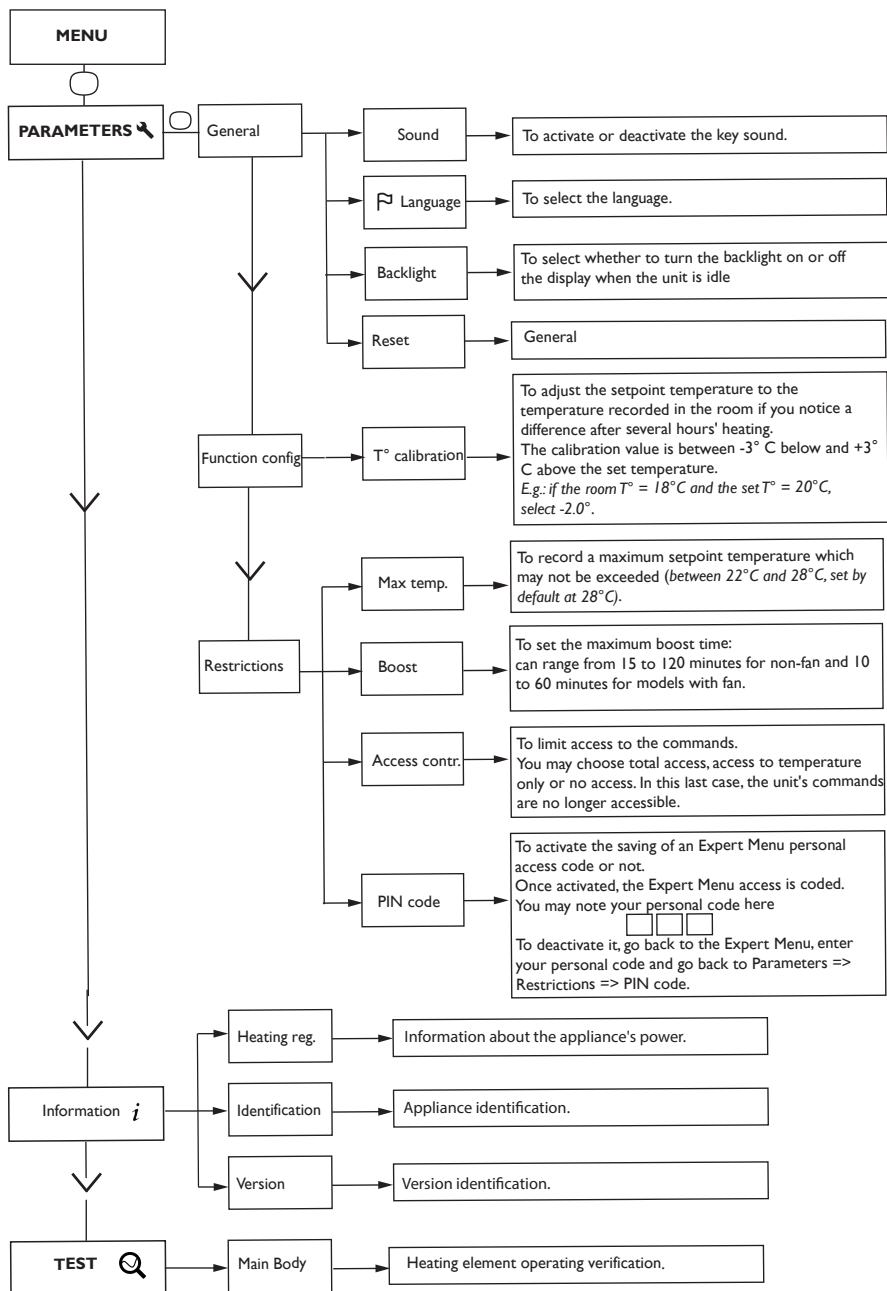 MENU
PARAMETERS
General
Sound
To activate or deactivate the key sound.
Language
To select the language.
Backlight
To select whether to turn the backlight on or off
the display when the unit is idle
Reset
General
Function config
T° calibration
To adjust the setpoint temperature to the
temperature recorded in the room if you notice a
difference after several hours' heating.
The calibration value is between -3° C below and +3°
C above the set temperature.
E.g.: if the room T° = 18°C and the set T° = 20°C,
select -2.0°.
Restrictions
Max temp.
To record a maximum setpoint temperature which
may not be exceeded (between 22°C and 28°C, set by
default at 28°C).
Boost
To set the maximum boost time:
can range from 15 to 120 minutes for non-fan and 10
to 60 minutes for models with fan.
Access contr.
To limit access to the commands.
You may choose total access, access to temperature
only or no access. In this last case, the unit's commands
are no longer accessible.
PIN code
To activate the saving of an Expert Menu personal
access code or not.
Once activated, the Expert Menu access is coded.
You may note your personal code here
To deactivate it, go back to the Expert Menu, enter
your personal code and go back to Parameters =>
Restrictions => PIN code.
Information i
Heating reg.
Information about the appliance's power.
Identification
Appliance identification.
Version
Version identification.
TEST
Main Body
Heating element operating verification.